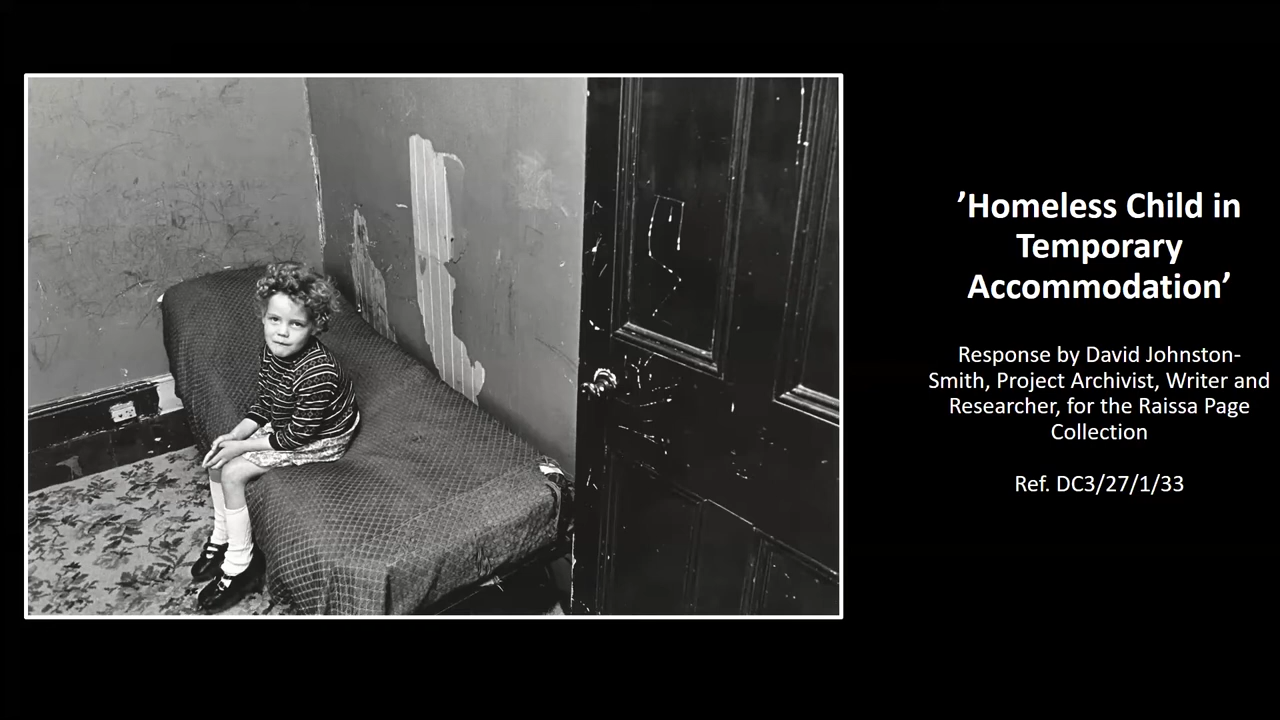 ’Homeless Child in
Temporary
Accommodation’
Response by David Johnston-
Smith, Project Archivist, Writer and
Researcher, for the Raissa Page
Collection
Ref. DC3/27/1/33